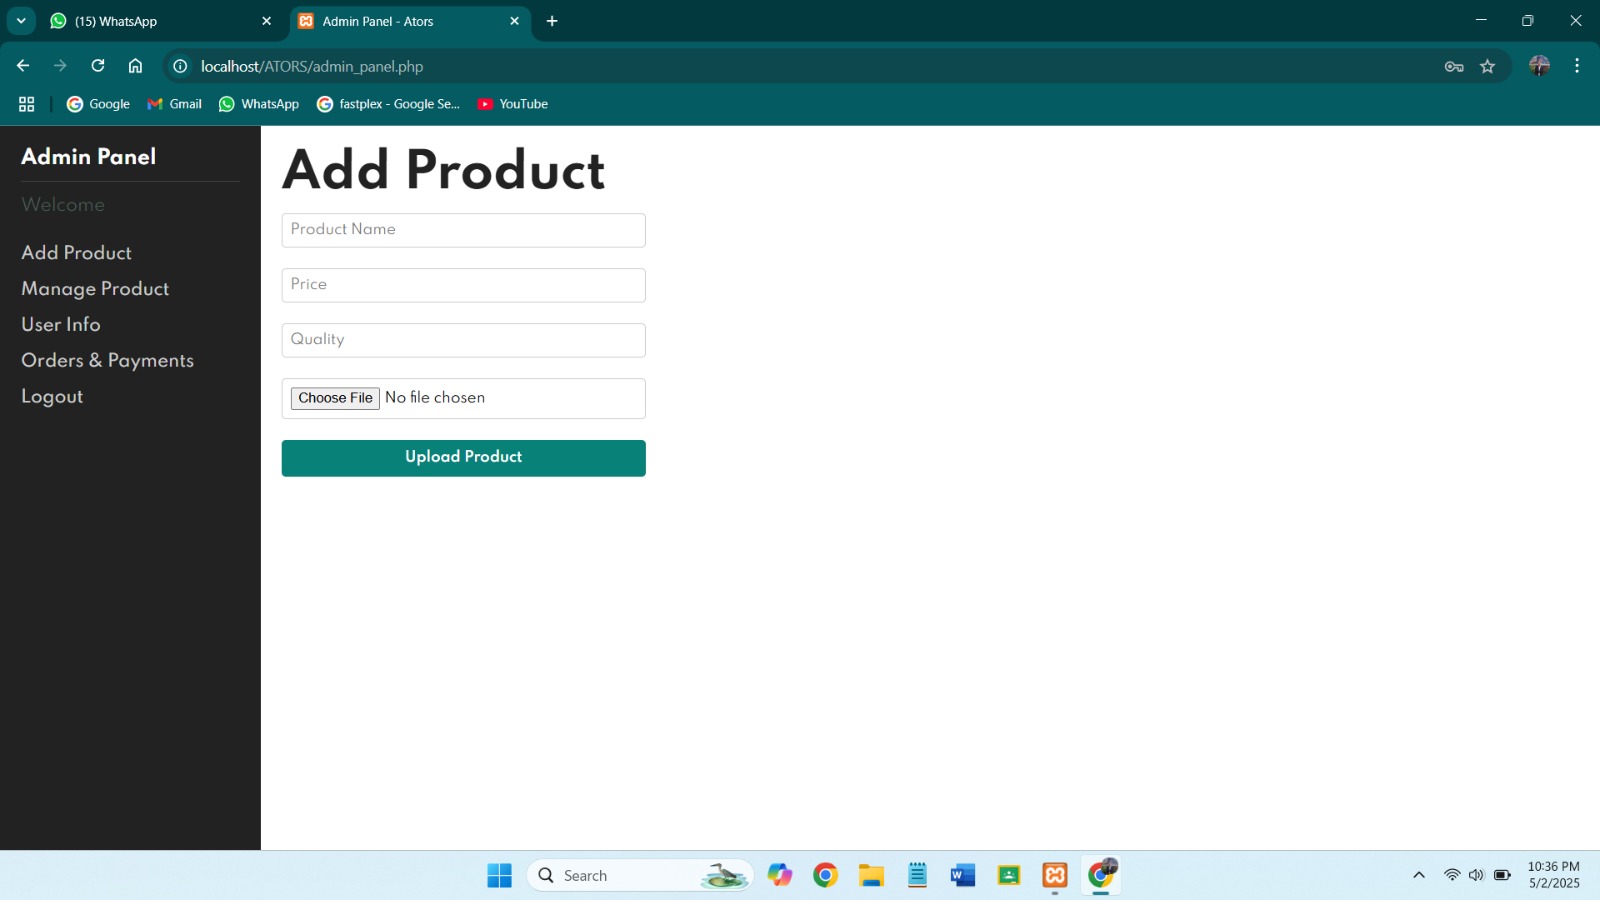 (15) WhatsApp
Admin Panel - Ators
localhost/ATORS/admin_panel.php
Google
Gmail
WhatsApp
fastplex - Google Se...
YouTube
Admin Panel
Welcome
Add Product
Manage Product
User Info
Orders & Payments
Logout
Add Product
Product Name
Price
Quality
Choose File No file chosen
Upload Product
Search
10:36 PM
5/2/2025